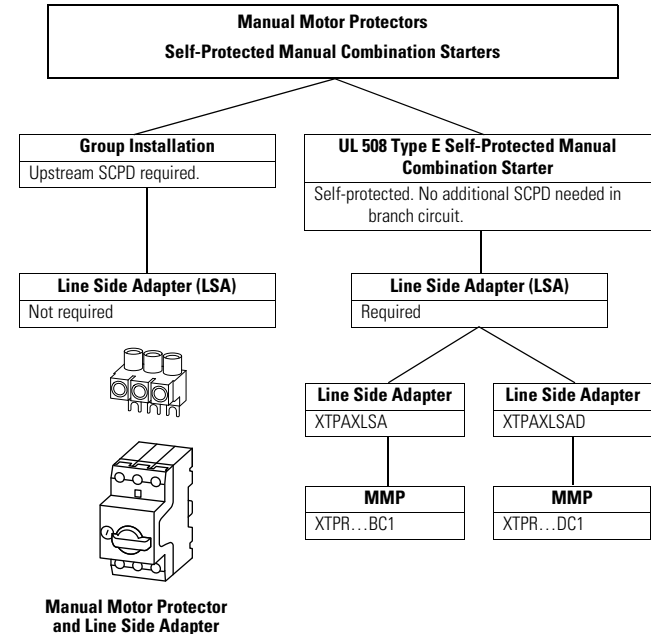 Manual Motor Protectors
Self-Protected Manual Combination Starters
Group Installation
Upstream SCPD required.
UL 508 Type E Self-Protected Manual
Combination Starter
Self-protected. No additional SCPD needed in
branch circuit.
Line Side Adapter (LSA)
Not required
Line Side Adapter (LSA)
Required
Line Side Adapter
XTPAXLSA
Line Side Adapter
XTPAXLSAD
MMP
XTPR...BC1
MMP
XTPR...DC1
Manual Motor Protector
and Line Side Adapter